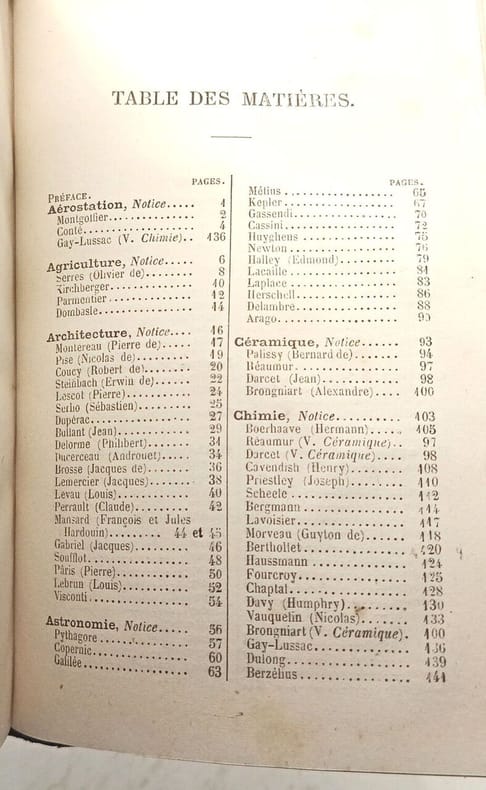 TABLE DES MATIÈRES.
PAGES.
PRÉFACE.
Aérostation, Notice..... 1
Montgolfier............... 2
Conté.................... 4
Gay-Lussac (V. Chimie).. 136
Agriculture, Notice..... 6
Serres (Olivier de)........ 8
Kirchberger.............. 10
Parmentier............... 12
Dombasle................ 14
Architecture, Notice.... 16
Montereau (Pierre de)..... 17
Pise (Nicolas de)......... 19
Coucy (Robert de)........ 20
Steinbach (Erwin de)...... 22
Lescot (Pierre)........... 24
Serlio (Sébastien)........ 25
Dupérac................. 27
Bullant (Jean)............ 29
Delorme (Philibert)....... 31
Ducerceau (Androuet).... 34
Brosse (Jacques de)....... 36
Lemercier (Jacques)...... 38
Levau (Louis)............ 40
Perrault (Claude)......... 42
Mansard (François et Jules
Hardouin).......... 44 et 45
Gabriel (Jacques)......... 46
Soufflot.................. 48
Pâris (Pierre)............ 50
Lebrun (Louis)........... 52
Visconti................. 54
Astronomie, Notice..... 56
Pythagore............... 57
Copernic................ 60
Galilée.................. 63
PAGES.
Métius.................. 65
Kepler.................. 67
Gassendi................ 70
Cassini.................. 72
Huyghens............... 75
Newton................. 76
Halley (Edmond)......... 79
Lacaille................. 81
Laplace................. 83
Herschell................ 86
Delambre............... 88
Arago................... 90
Céramique, Notice...... 93
Palissy (Bernard de)...... 94
Réaumur................ 97
Darcet (Jean)............ 98
Brongniart (Alexandre).... 100
Chimie, Notice.......... 103
Boerhaave (Hermann)..... 105
Réaumur (V. Céramique).. 97
Darcet (V. Céramique).... 98
Cavendish (Henry)........ 108
Priestley (Joseph)........ 110
Scheele................. 112
Bergmann............... 114
Lavoisier................ 117
Morveau (Guyton de)..... 118
Berthollet............... 120
Haussmann.............. 124
Fourcroy................ 125
Chaptal................. 128
Davy (Humphry)......... 130
Vauquelin (Nicolas)....... 133
Brongniart (V. Céramique). 100
Gay-Lussac.............. 136
Dulong.................. 139
Berzélius................ 141